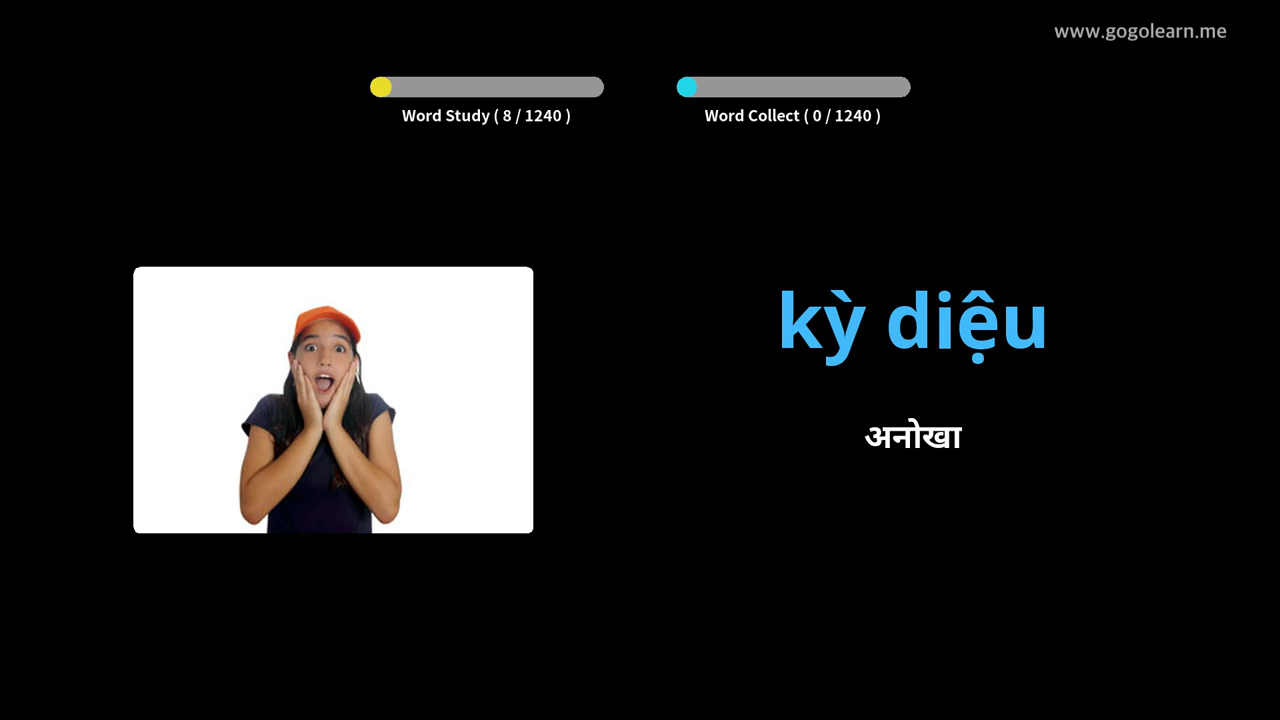 www.gogolearn.me
Word Study ( 8 / 1240 )
Word Collect ( 0 / 1240 )
kỳ diệu
अनोखा